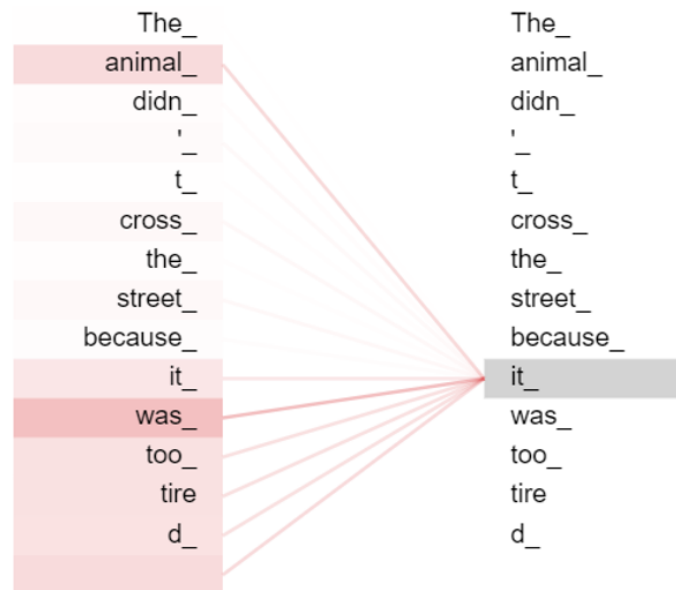 The_ The_
animal_ animal_
didn_ didn_
'_ '_
t_ t_
cross_ cross_
the_ the_
street_ street_
because_ because_
it_ it_
was_ was_
too_ too_
tire tire
d_ d_